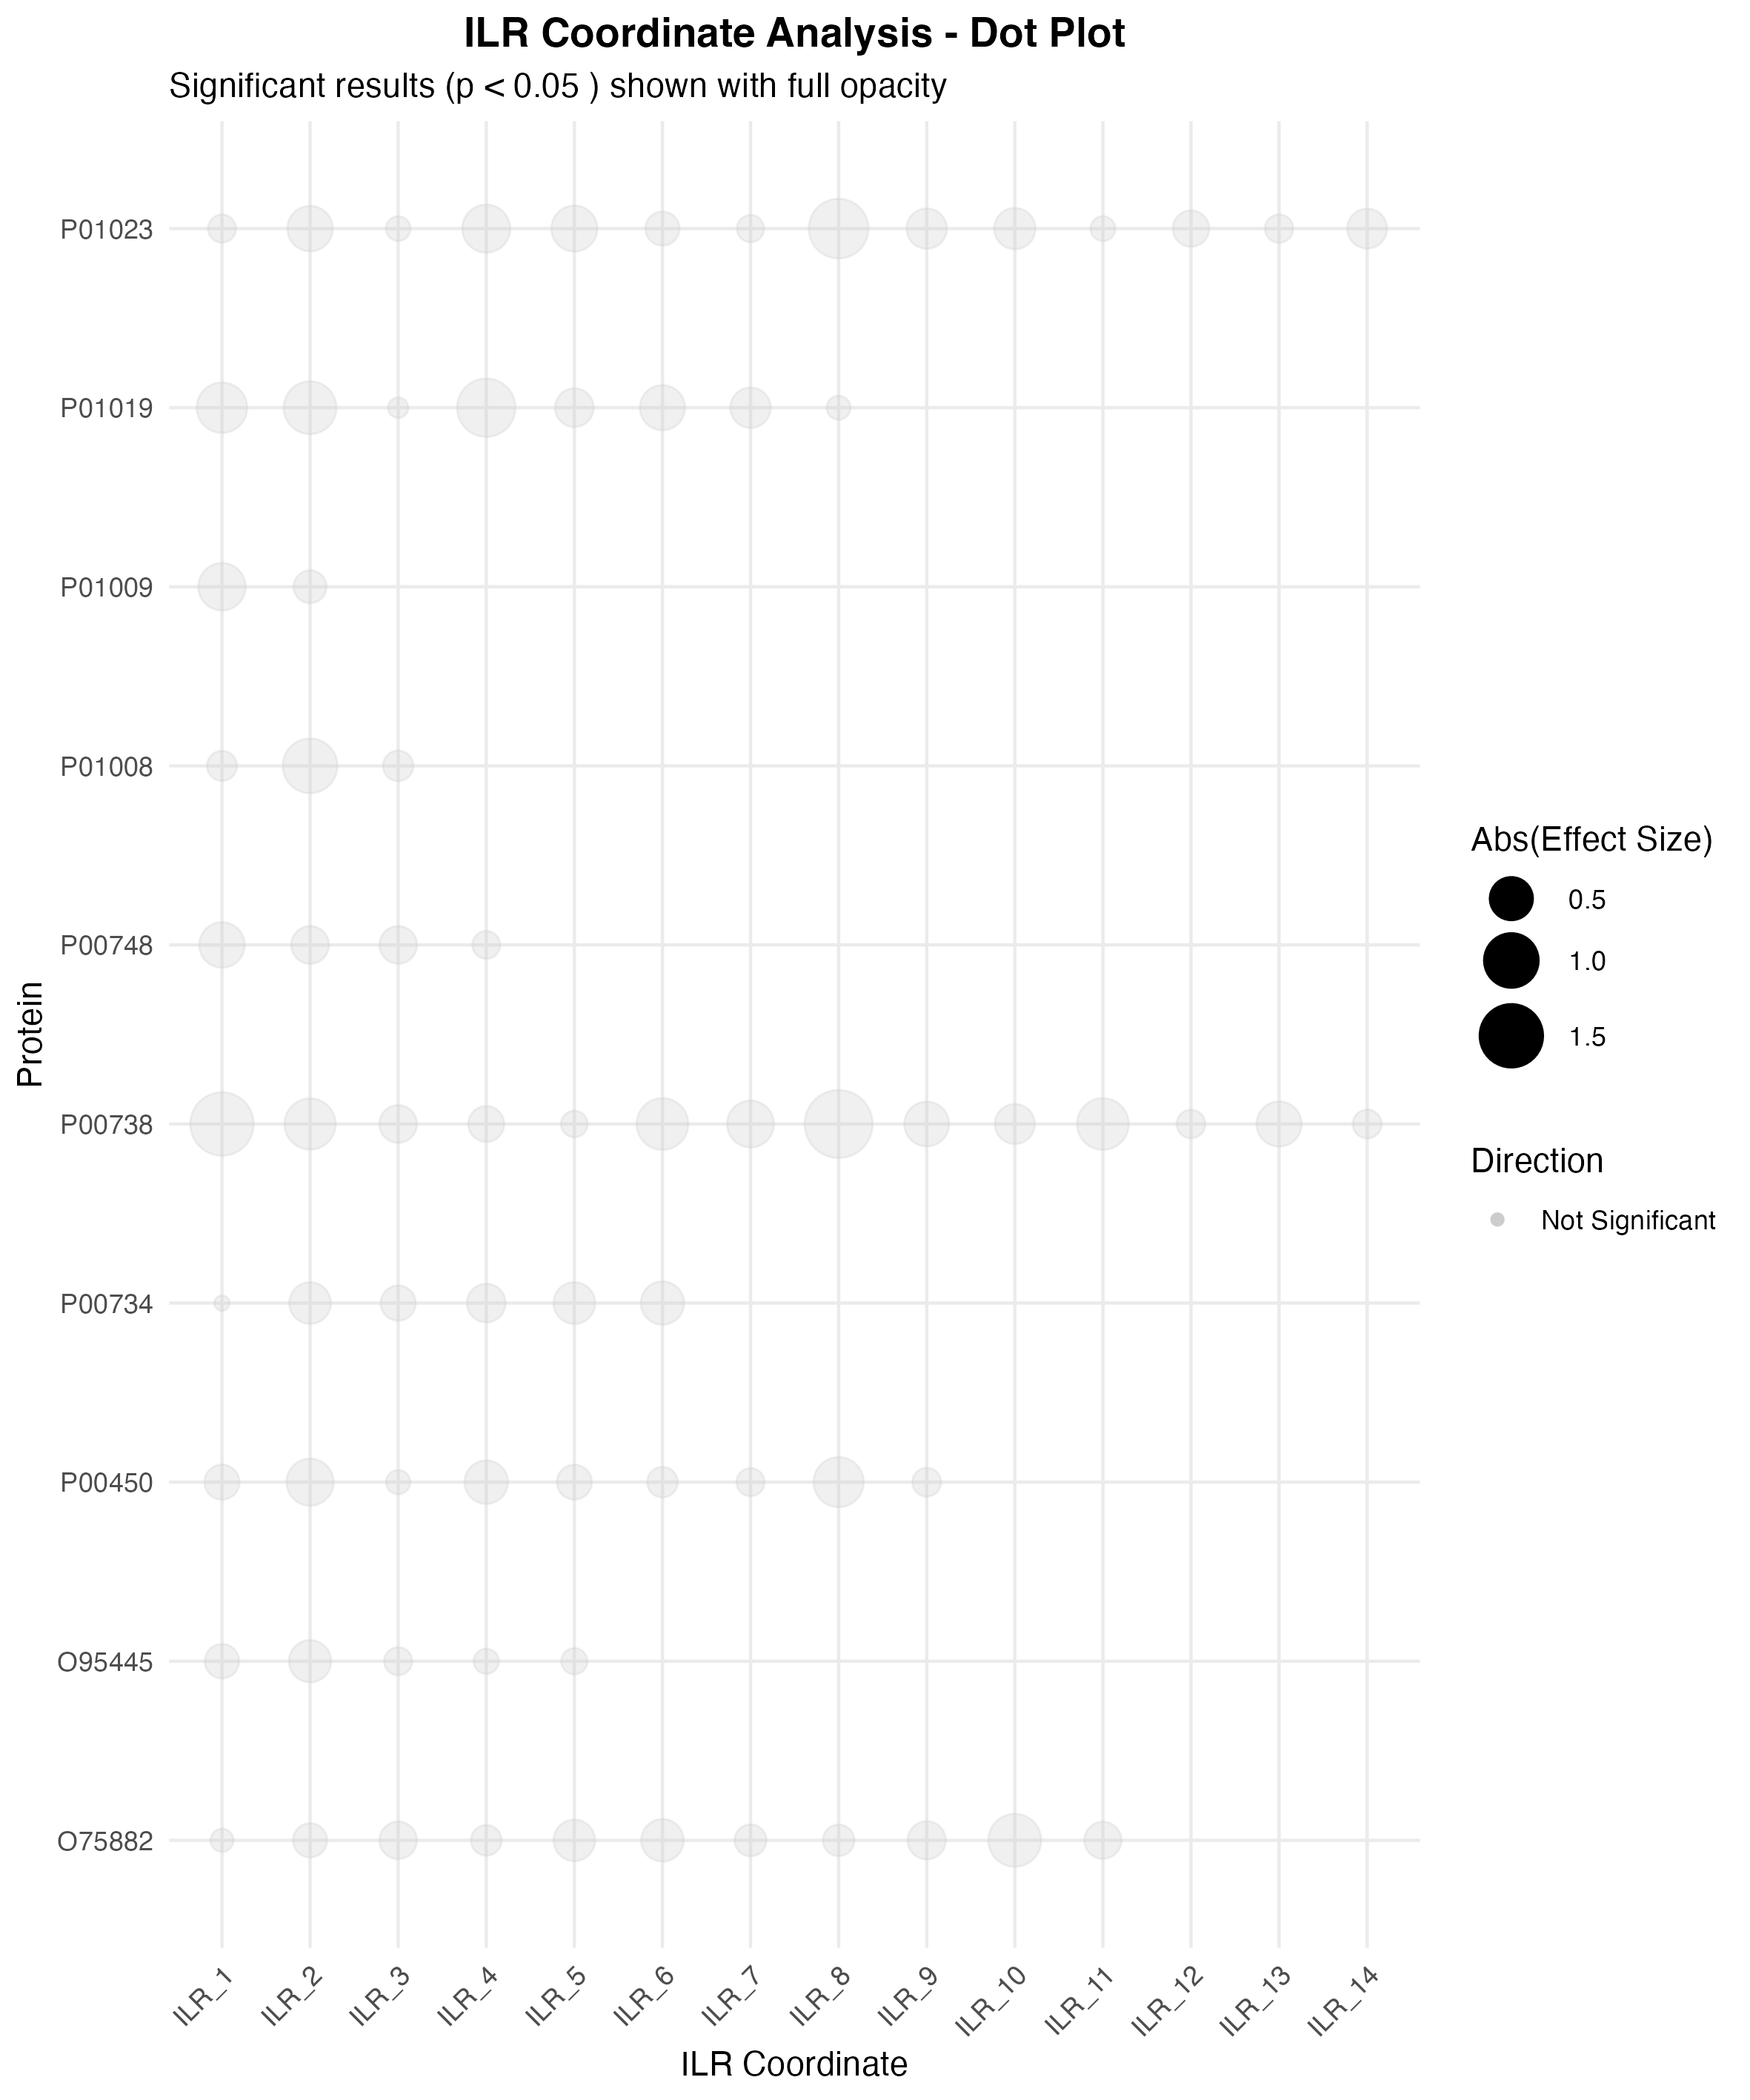 ILR Coordinate Analysis - Dot Plot
Significant results (p < 0.05 ) shown with full opacity
P01023
P01019
P01009
P01008
P00748
P00738
P00734
P00450
O95445
O75882
Protein
ILR_1
ILR_2
ILR_3
ILR_4
ILR_5
ILR_6
ILR_7
ILR_8
ILR_9
ILR_10
ILR_11
ILR_12
ILR_13
ILR_14
ILR Coordinate
Abs(Effect Size)
0.5
1.0
1.5
Direction
Not Significant